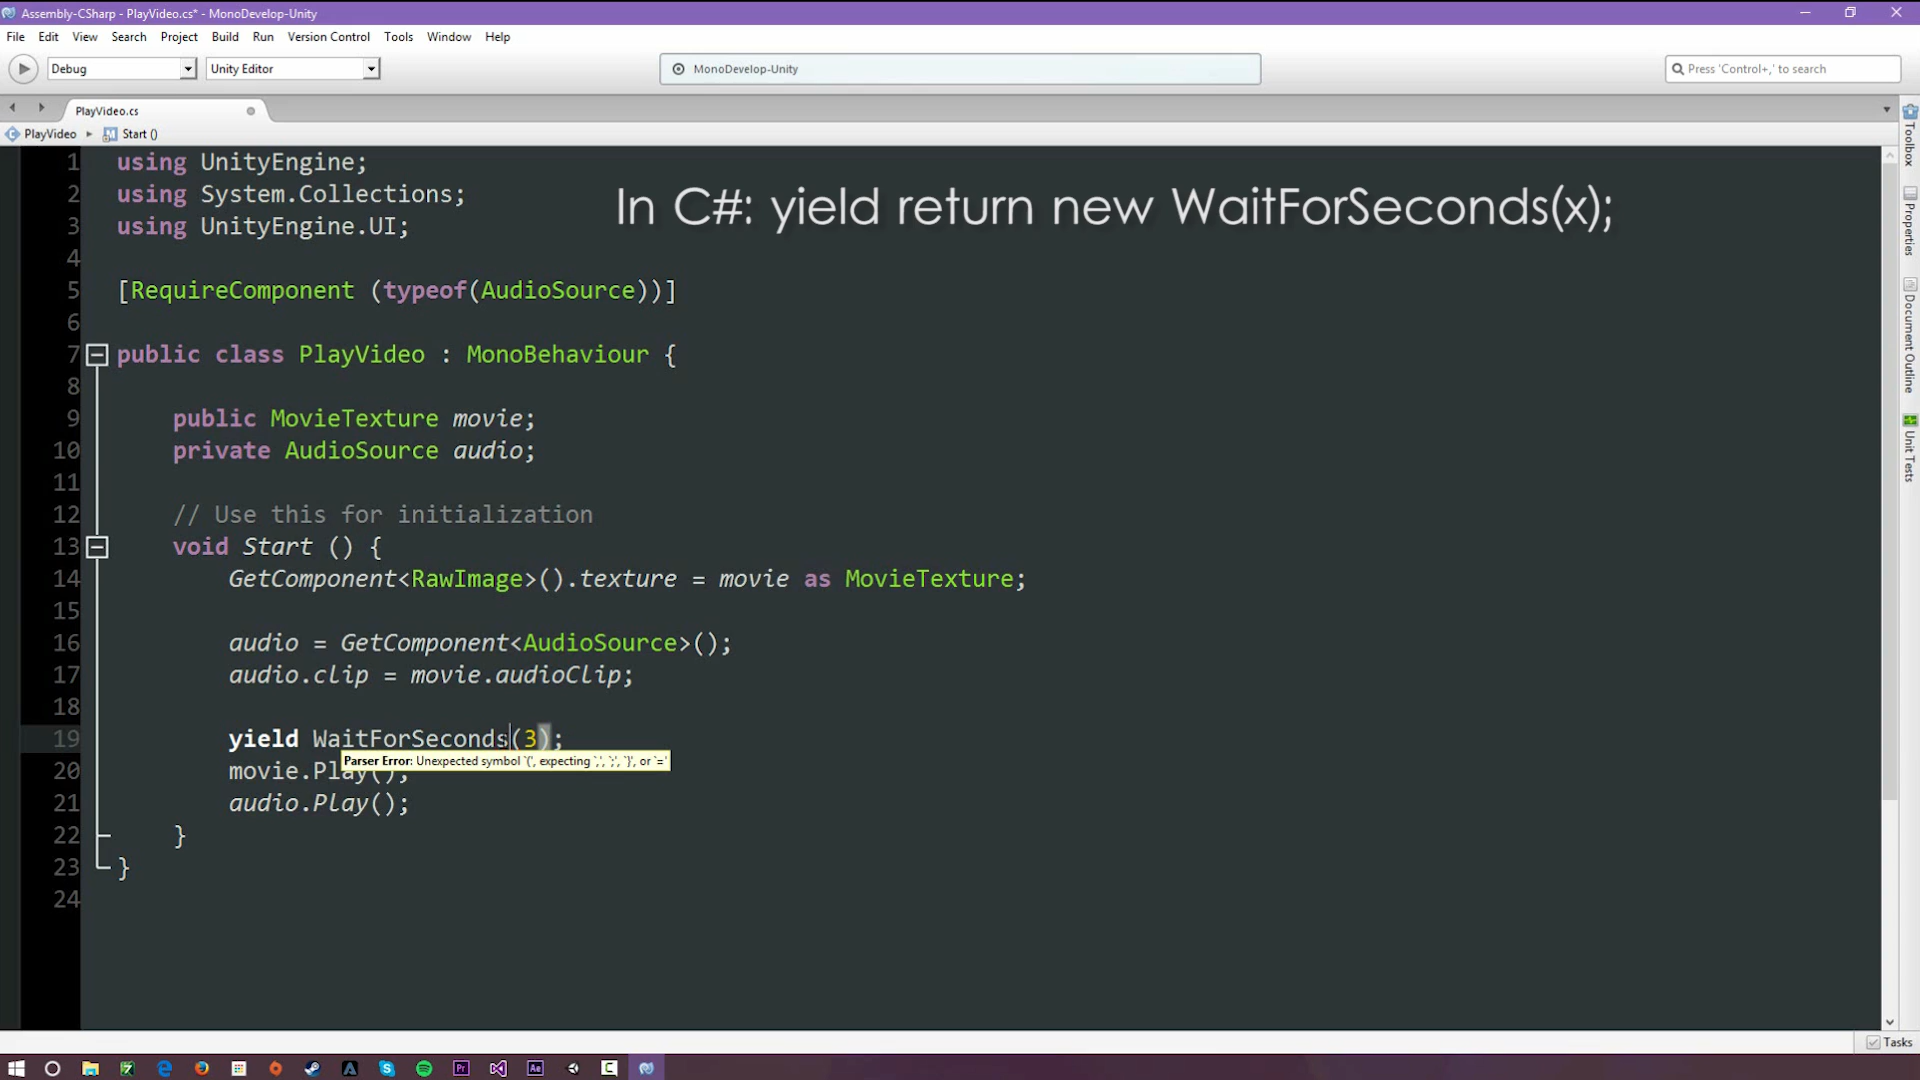 Assembly-CSharp - PlayVideo.cs* - MonoDevelop-Unity
File Edit View Search Project Build Run Version Control Tools Window Help
Debug Unity Editor MonoDevelop-Unity Press 'Control+,' to search
PlayVideo.cs
PlayVideo Start ()
In C#: yield return new WaitForSeconds(x);
1 using UnityEngine;
2 using System.Collections;
3 using UnityEngine.UI;
4
5 [RequireComponent (typeof(AudioSource))]
6
7 public class PlayVideo : MonoBehaviour {
8
9 public MovieTexture movie;
10 private AudioSource audio;
11
12 // Use this for initialization
13 void Start () {
14 GetComponent<RawImage>().texture = movie as MovieTexture;
15
16 audio = GetComponent<AudioSource>();
17 audio.clip = movie.audioClip;
18
19 yield WaitForSeconds(3);
Parser Error: Unexpected symbol `(', expecting `,', `;', `}', or `='
20 movie.Play();
21 audio.Play();
22 }
23 }
24
Toolbox
Properties
Document Outline
Unit Tests
Tasks